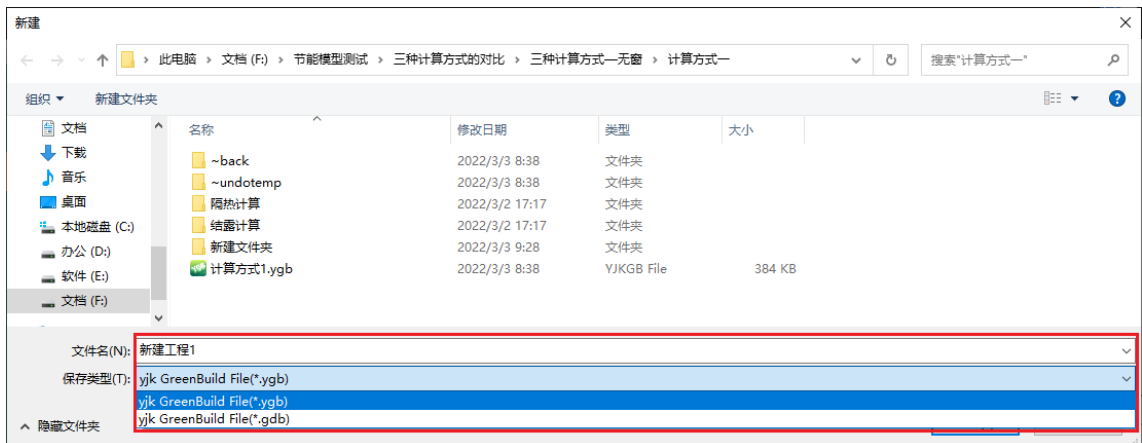 新建
此电脑 › 文档 (F:) › 节能模型测试 › 三种计算方式的对比 › 三种计算方式—无窗 › 计算方式一
搜索"计算方式一"
组织 新建文件夹
文档
下载
音乐
桌面
本地磁盘 (C:)
办公 (D:)
软件 (E:)
文档 (F:)
名称 修改日期 类型 大小
~back 2022/3/3 8:38 文件夹
~undotemp 2022/3/3 8:38 文件夹
隔热计算 2022/3/2 17:17 文件夹
结露计算 2022/3/2 17:17 文件夹
新建文件夹 2022/3/3 9:28 文件夹
计算方式1.ygb 2022/3/3 8:38 YJKGB File 384 KB
文件名(N): 新建工程1
保存类型(T): yjk GreenBuild File(*.ygb)
yjk GreenBuild File(*.ygb)
yjk GreenBuild File(*.gdb)
隐藏文件夹